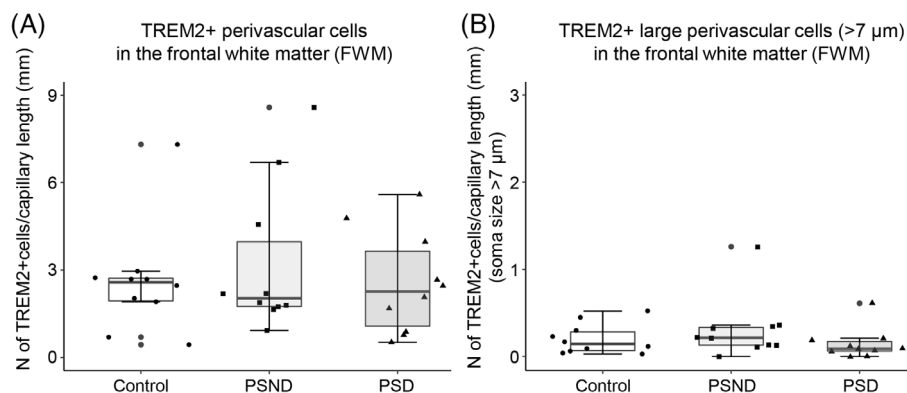 (A)
TREM2+ perivascular cells
in the frontal white matter (FWM)
N of TREM2+cells/capillary length (mm)
9
6
3
0
Control
PSND
PSD
(B)
TREM2+ large perivascular cells (>7 µm)
in the frontal white matter (FWM)
N of TREM2+cells/capillary length (mm)
(soma size >7 µm)
3
2
1
0
Control
PSND
PSD